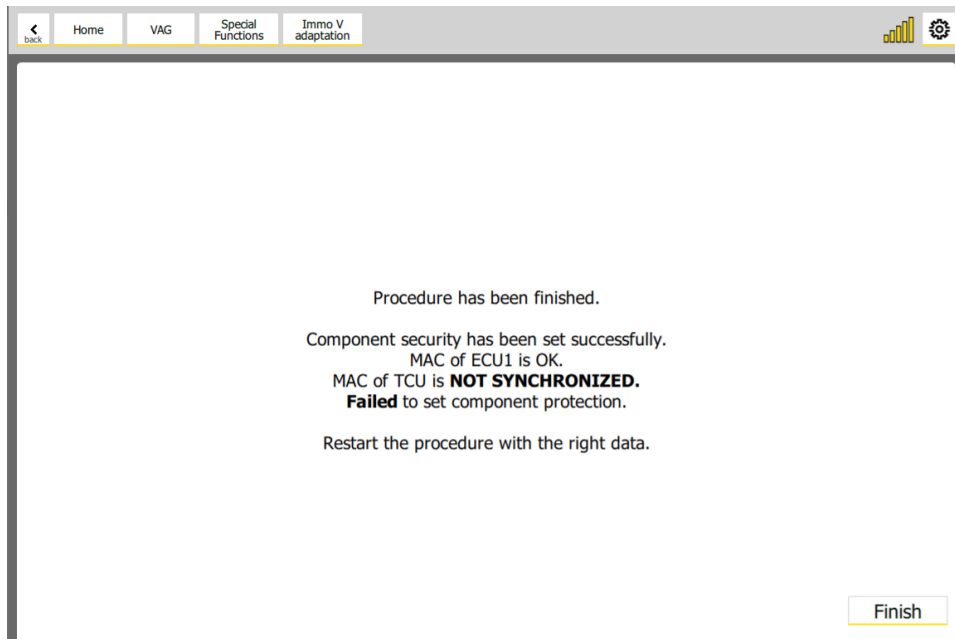 back
Home
VAG
Special
Functions
Immo V
adaptation
Procedure has been finished.
Component security has been set successfully.
MAC of ECU1 is OK.
MAC of TCU is NOT SYNCHRONIZED.
Failed to set component protection.
Restart the procedure with the right data.
Finish